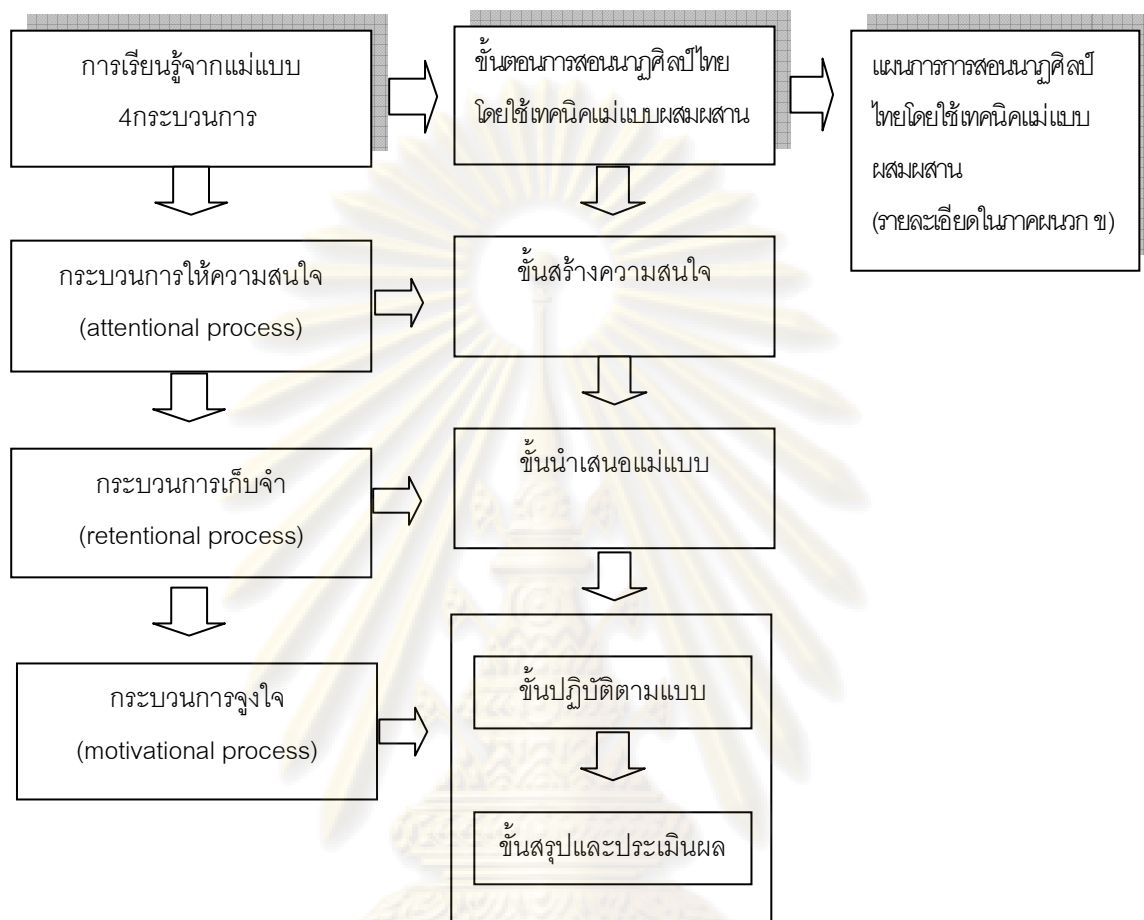 การเรียนรู้จากแม่แบบ
4กระบวนการ
ขั้นตอนการสอนนาฏศิลป์ไทย
โดยใช้เทคนิคแม่แบบผสมผสาน
แผนการการสอนนาฏศิลป์
ไทยโดยใช้เทคนิคแม่แบบ
ผสมผสาน
(รายละเอียดในภาคผนวก ข)
กระบวนการให้ความสนใจ
(attentional process)
ขั้นสร้างความสนใจ
กระบวนการเก็บจำ
(retentional process)
ขั้นนำเสนอแม่แบบ
กระบวนการจูงใจ
(motivational process)
ขั้นปฏิบัติตามแบบ
ขั้นสรุปและประเมินผล